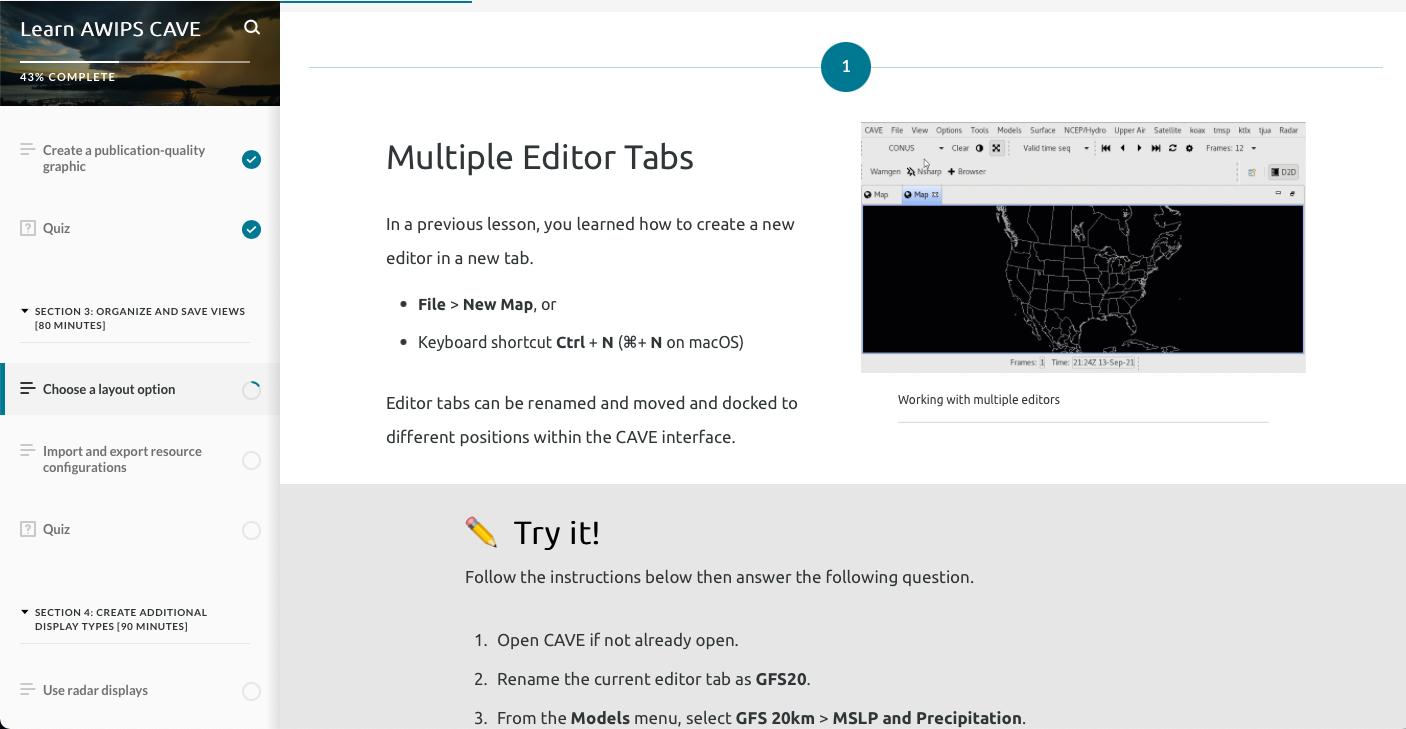 Learn AWIPS CAVE
43% COMPLETE
Create a publication-quality
graphic
Quiz
SECTION 3: ORGANIZE AND SAVE VIEWS
[80 MINUTES]
Choose a layout option
Import and export resource
configurations
Quiz
SECTION 4: CREATE ADDITIONAL
DISPLAY TYPES [90 MINUTES]
Use radar displays
1
Multiple Editor Tabs
In a previous lesson, you learned how to create a new
editor in a new tab.
File > New Map, or
Keyboard shortcut Ctrl + N (⌘+ N on macOS)
Editor tabs can be renamed and moved and docked to
different positions within the CAVE interface.
CAVE File View Options Tools Models Surface NCEP/Hydro Upper Air Satellite koax tmsp ktlx tjua Radar
CONUS Clear Valid time seq Frames: 12
Warngen Nsharp Browser D2D
Map Map
Frames: 1 Time: 21:24Z 13-Sep-21
Working with multiple editors
✏️ Try it!
Follow the instructions below then answer the following question.
1. Open CAVE if not already open.
2. Rename the current editor tab as GFS20.
3. From the Models menu, select GFS 20km > MSLP and Precipitation.